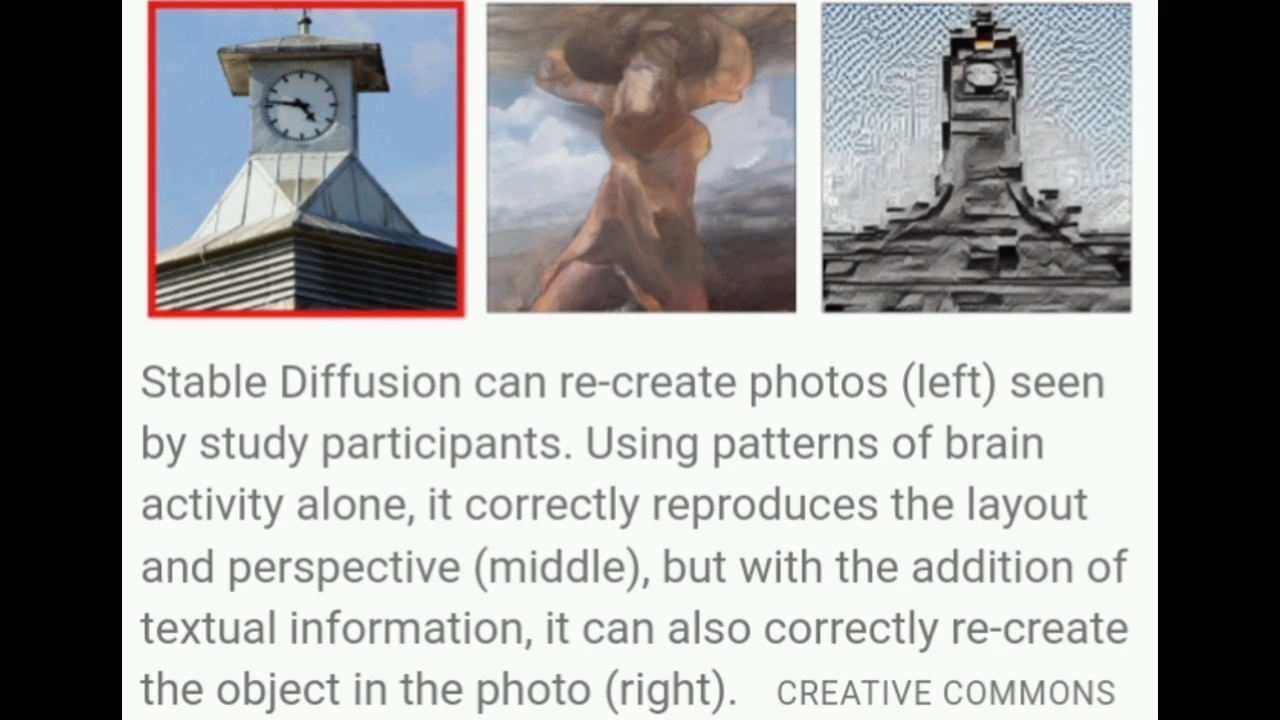 Stable Diffusion can re-create photos (left) seen
by study participants. Using patterns of brain
activity alone, it correctly reproduces the layout
and perspective (middle), but with the addition of
textual information, it can also correctly re-create
the object in the photo (right). CREATIVE COMMONS